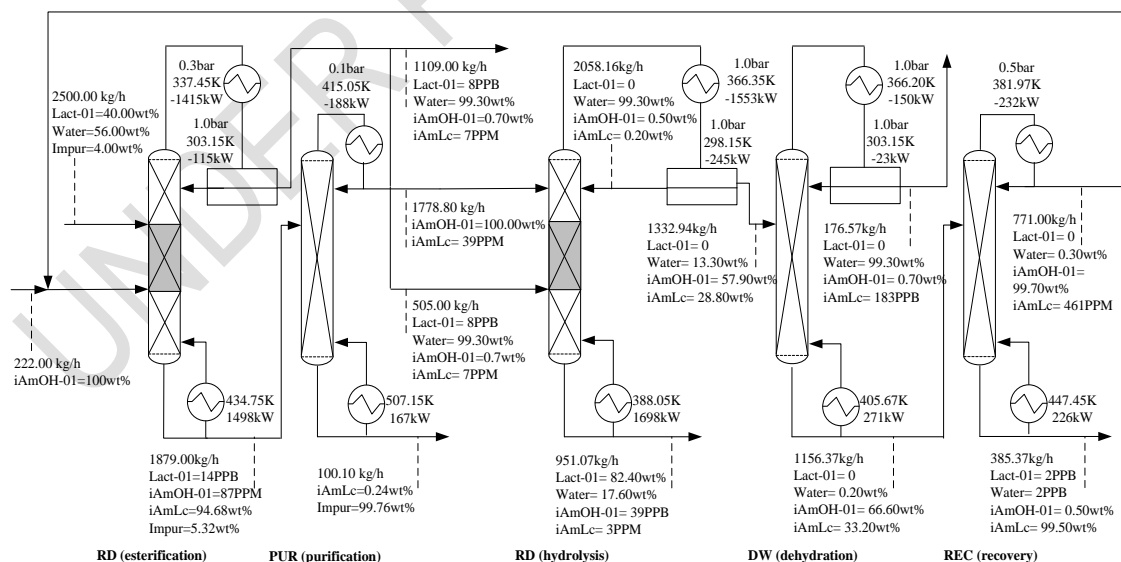 UNDER
0.3bar
337.45K
-1415kW
1.0bar
303.15K
-115kW
2500.00 kg/h
Lact-01=40.00wt%
Water=56.00wt%
Impur=4.00wt%
222.00 kg/h
iAmOH-01=100wt%
434.75K
1498kW
1879.00kg/h
Lact-01=14PPB
iAmOH-01=87PPM
iAmLc=94.68wt%
Impur=5.32wt%
RD (esterification)
0.1bar
415.05K
-188kW
1109.00 kg/h
Lact-01= 8PPB
Water= 99.30wt%
iAmOH-01=0.70wt%
iAmLc= 7PPM
1778.80 kg/h
iAmOH-01=100.00wt%
iAmLc= 39PPM
505.00 kg/h
Lact-01= 8PPB
Water= 99.30wt%
iAmOH-01=0.7wt%
iAmLc= 7PPM
507.15K
167kW
100.10 kg/h
iAmLc=0.24wt%
Impur=99.76wt%
PUR (purification)
2058.16kg/h
Lact-01= 0
Water= 99.30wt%
iAmOH-01= 0.50wt%
iAmLc= 0.20wt%
1.0bar
366.35K
-1553kW
1.0bar
298.15K
-245kW
1332.94kg/h
Lact-01= 0
Water= 13.30wt%
iAmOH-01= 57.90wt%
iAmLc= 28.80wt%
388.05K
1698kW
951.07kg/h
Lact-01= 82.40wt%
Water= 17.60wt%
iAmOH-01= 39PPB
iAmLc= 3PPM
RD (hydrolysis)
1.0bar
366.20K
-150kW
1.0bar
303.15K
-23kW
176.57kg/h
Lact-01= 0
Water= 99.30wt%
iAmOH-01= 0.70wt%
iAmLc= 183PPB
405.67K
271kW
1156.37kg/h
Lact-01= 0
Water= 0.20wt%
iAmOH-01= 66.60wt%
iAmLc= 33.20wt%
DW (dehydration)
0.5bar
381.97K
-232kW
771.00kg/h
Lact-01= 0
Water= 0.30wt%
iAmOH-01=
99.70wt%
iAmLc= 461PPM
447.45K
226kW
385.37kg/h
Lact-01= 2PPB
Water= 2PPB
iAmOH-01= 0.50wt%
iAmLc= 99.50wt%
REC (recovery)